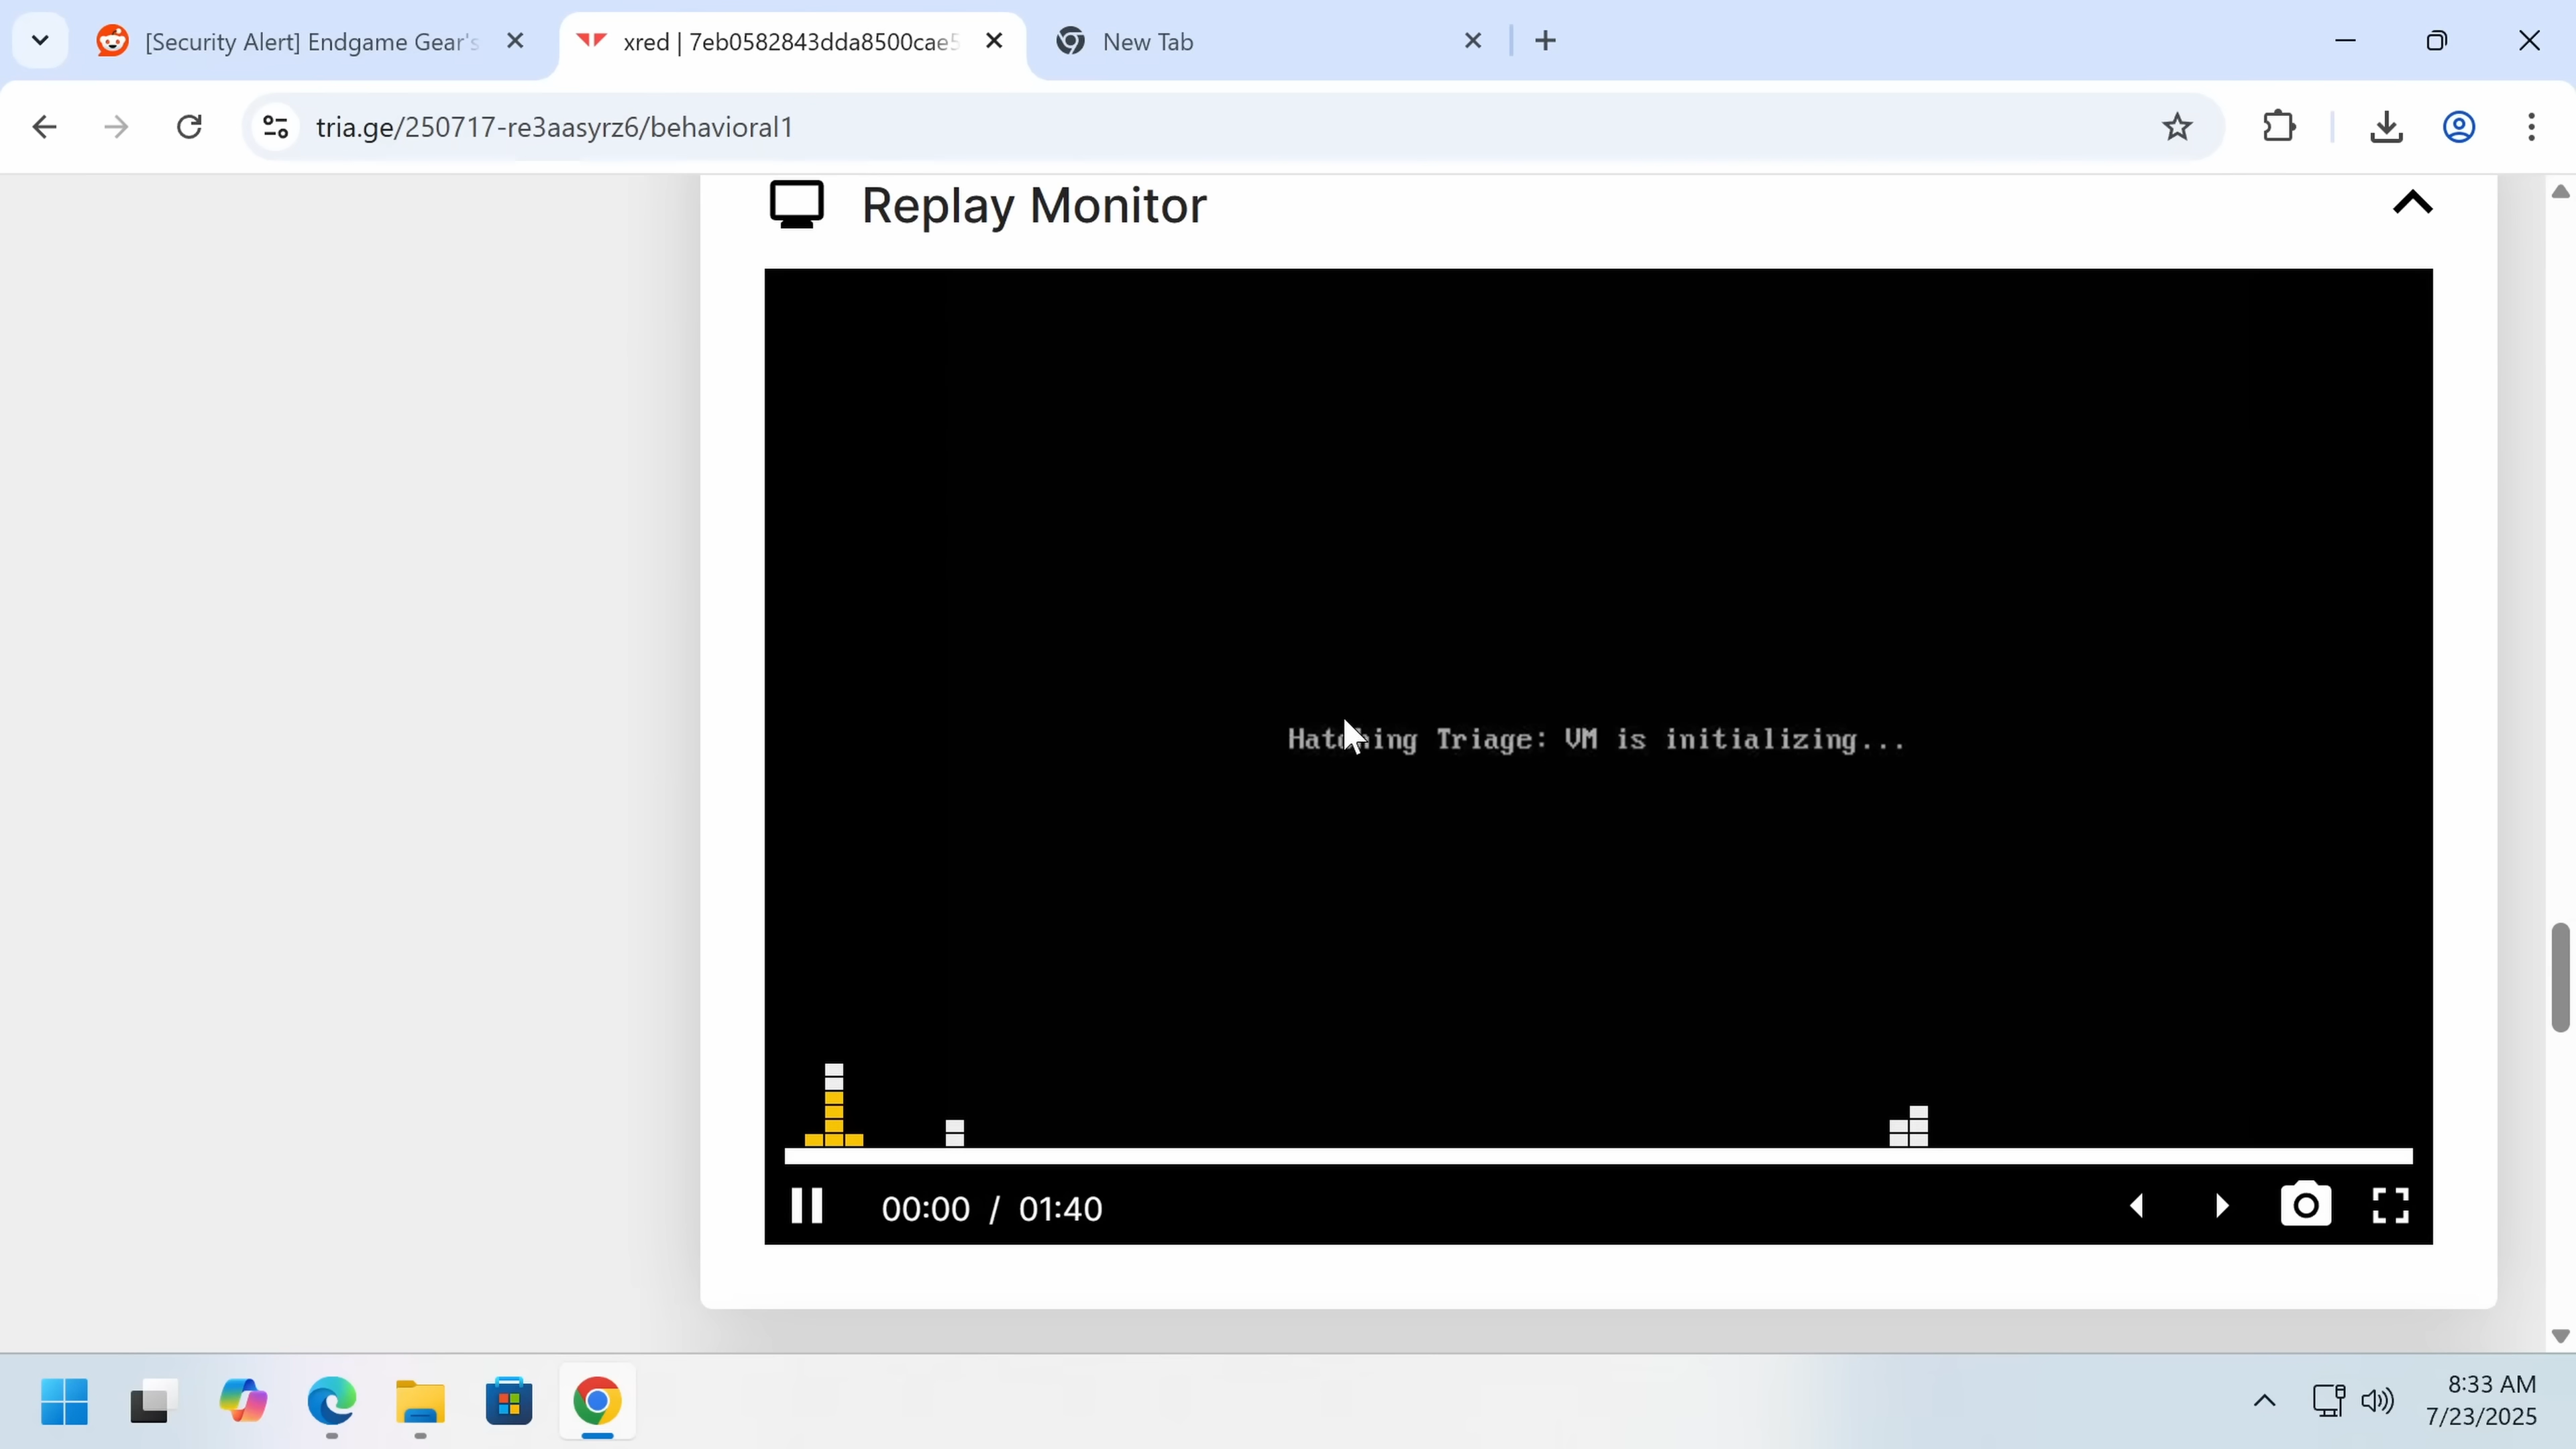 [Security Alert] Endgame Gear's
xred | 7eb0582843dda8500cae5
New Tab
tria.ge/250717-re3aasyrz6/behavioral1
Replay Monitor
Hatching Triage: VM is initializing...
00:00 / 01:40
8:33 AM
7/23/2025